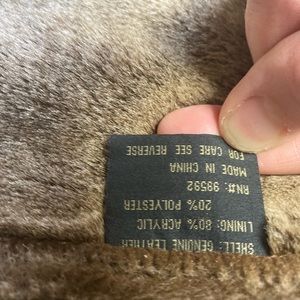 SHELL: GENUINE LEATHER
LINING: 80% ACRYLIC
20% POLYESTER
RN#: 99592
MADE IN CHINA
FOR CARE SEE REVERSE